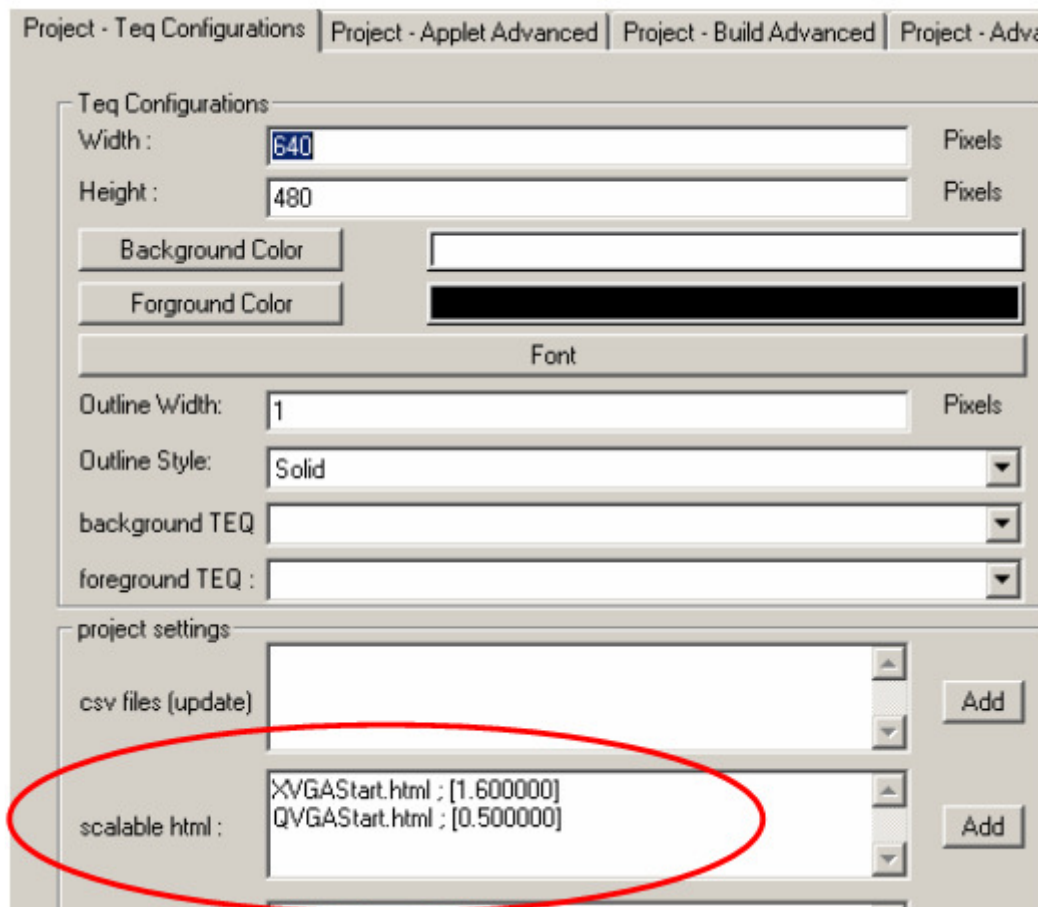 Project - Teq Configurations Project - Applet Advanced Project - Build Advanced Project - Adva
Teq Configurations
Width : 640 Pixels
Height : 480 Pixels
Background Color
Forground Color
Font
Outline Width: 1 Pixels
Outline Style: Solid
background TEQ
foreground TEQ :
project settings
csv files (update) Add
XVGAStart.html ; [1.600000]
QVGAStart.html ; [0.500000]
scalable html : Add